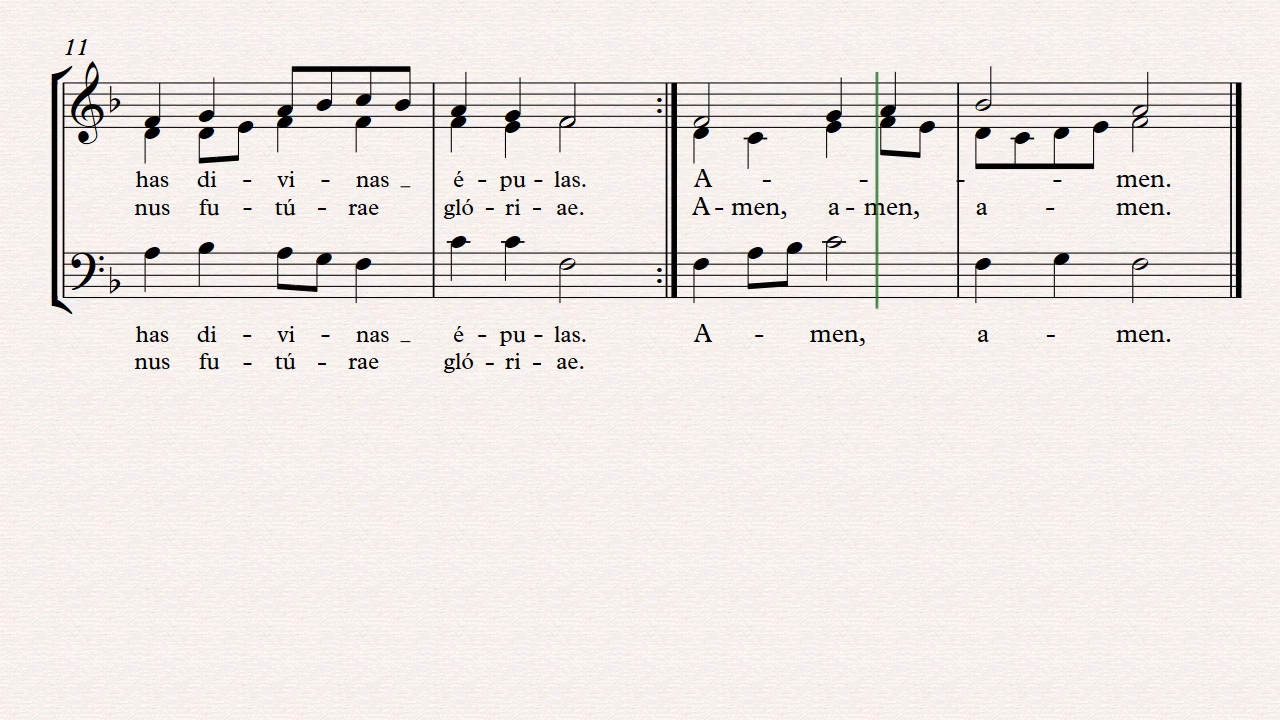 11
has di - vi - nas _ é - pu - las. A - - - - men.
nus fu - tú - rae gló - ri - ae. A - men, a - men, a - men.
has di - vi - nas _ é - pu - las. A - men, a - men.
nus fu - tú - rae gló - ri - ae.